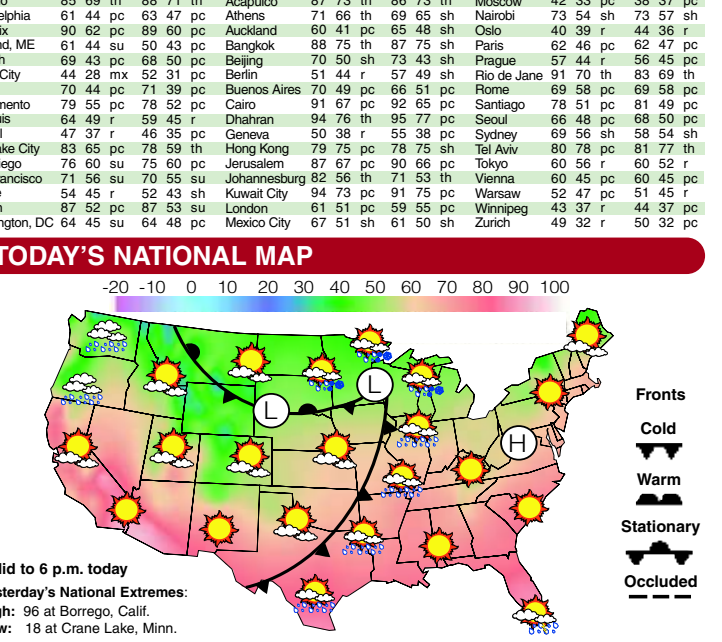 61 44 pc 63 47 pc Athens 71 66 th 69 65 sh Nairobi 73 54 sh 73 57 sh
90 62 pc 89 60 pc Auckland 60 41 pc 65 48 sh Oslo 40 39 r 44 36 r
ME 61 44 su 50 43 pc Bangkok 88 75 th 87 75 sh Paris 62 46 pc 62 47 pc
69 43 pc 68 50 pc Beijing 70 50 sh 73 43 sh Prague 57 44 r 56 45 pc
City 44 28 mx 52 31 pc Berlin 51 44 r 57 49 sh Rio de Jane 91 70 th 83 69 th
70 44 pc 71 39 pc Buenos Aires 70 49 pc 66 51 pc Rome 69 58 pc 69 58 pc
79 55 pc 78 52 pc Cairo 91 67 pc 92 65 pc Santiago 78 51 pc 81 49 pc
64 49 r 59 45 r Dhahran 94 76 th 95 77 pc Seoul 66 48 pc 68 50 pc
47 37 r 46 35 pc Geneva 50 38 r 55 38 pc Sydney 69 56 sh 58 54 sh
City 83 65 pc 78 59 th Hong Kong 79 75 pc 78 75 sh Tel Aviv 80 78 pc 81 77 th
76 60 su 75 60 pc Jerusalem 87 67 pc 90 66 pc Tokyo 60 56 r 60 52 r
71 56 su 70 55 su Johannesburg 82 56 th 71 53 th Vienna 60 45 pc 60 45 pc
54 45 r 52 43 sh Kuwait City 94 73 pc 91 75 pc Warsaw 52 47 pc 51 45 r
87 52 pc 87 53 su London 61 51 pc 59 55 pc Winnipeg 43 37 r 44 37 pc
DC 64 45 su 64 48 pc Mexico City 67 51 sh 61 50 sh Zurich 49 32 r 50 32 pc
TODAY'S NATIONAL MAP
-20 -10 0 10 20 30 40 50 60 70 80 90 100
L
L
H
Fronts
Cold
Warm
Stationary
Occluded
to 6 p.m. today
National Extremes:
96 at Borrego, Calif.
18 at Crane Lake, Minn.